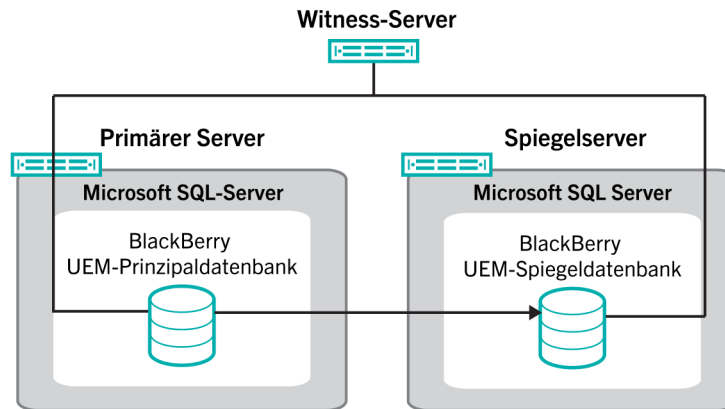 Witness-Server
Primärer Server
Spiegelserver
Microsoft SQL-Server
Microsoft SQL Server
BlackBerry
UEM-Prinzipaldatenbank
BlackBerry
UEM-Spiegeldatenbank